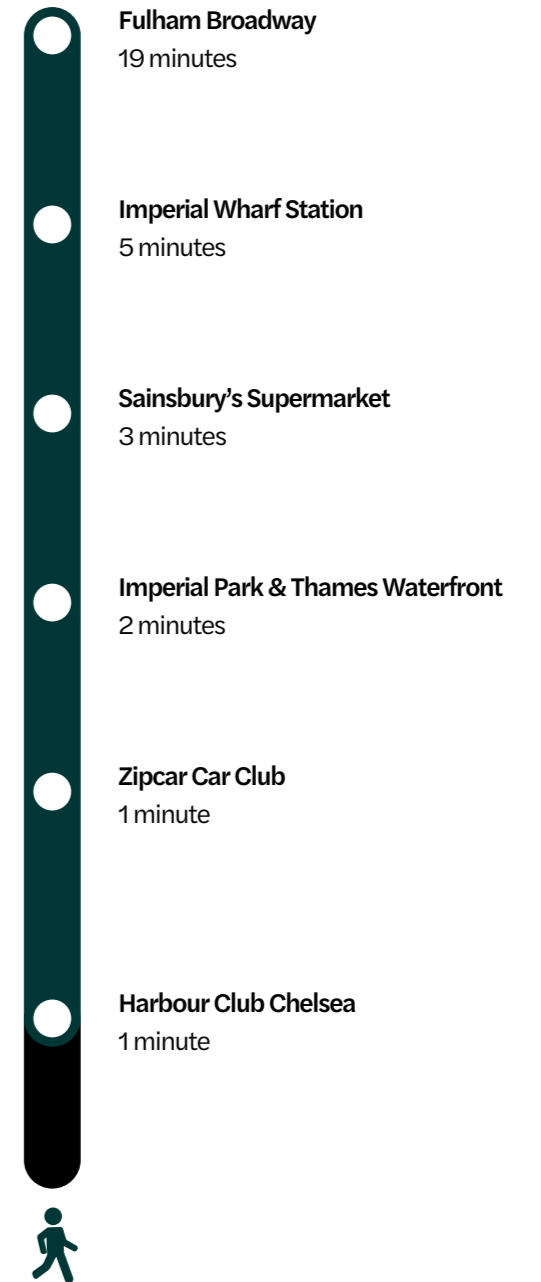 Fulham Broadway
19 minutes
Imperial Wharf Station
5 minutes
Sainsbury’s Supermarket
3 minutes
Imperial Park & Thames Waterfront
2 minutes
Zipcar Car Club
1 minute
Harbour Club Chelsea
1 minute